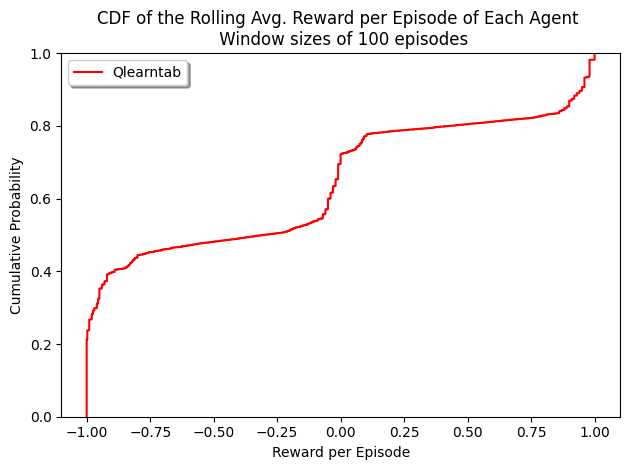 CDF of the Rolling Avg. Reward per Episode of Each Agent
Window sizes of 100 episodes
Qlearntab
Cumulative Probability
1.0
0.8
0.6
0.4
0.2
0.0
−1.00 −0.75 −0.50 −0.25 0.00 0.25 0.50 0.75 1.00
Reward per Episode